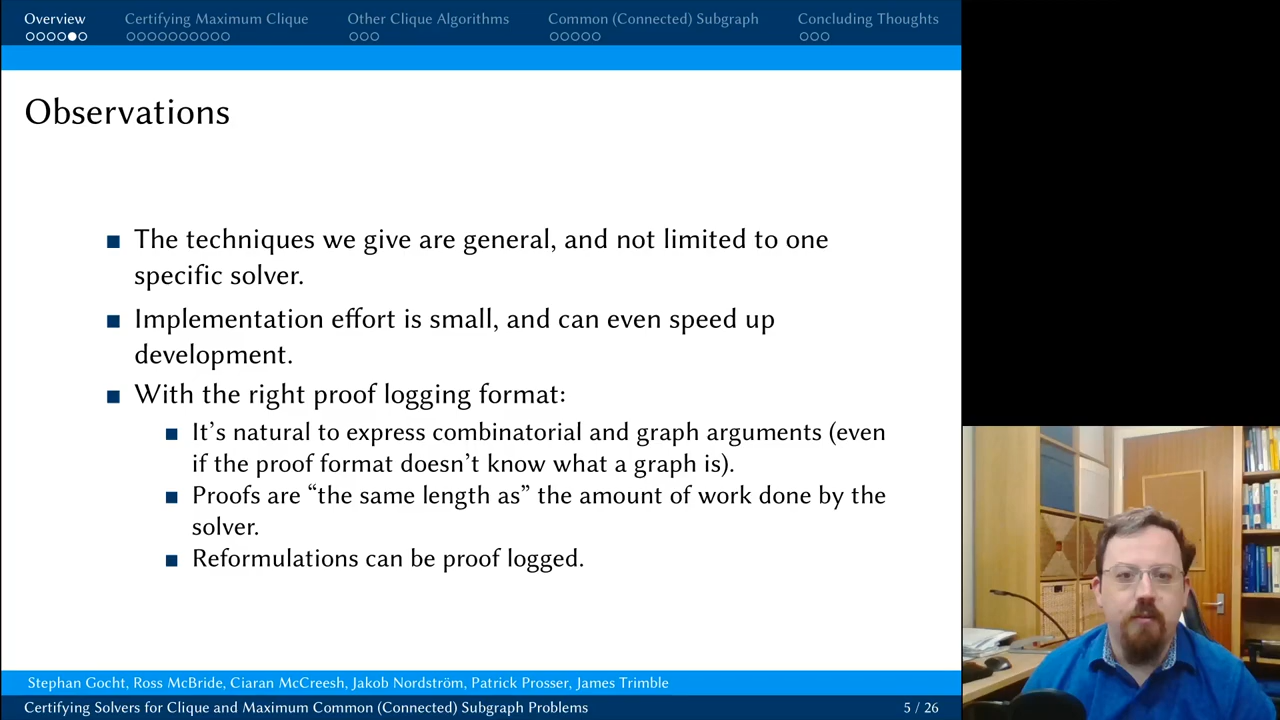 Overview
Certifying Maximum Clique
Other Clique Algorithms
Common (Connected) Subgraph
Concluding Thoughts
Observations
The techniques we give are general, and not limited to one
specific solver.
Implementation effort is small, and can even speed up
development.
With the right proof logging format:
It's natural to express combinatorial and graph arguments (even
if the proof format doesn't know what a graph is).
Proofs are “the same length as” the amount of work done by the
solver.
Reformulations can be proof logged.
Stephan Gocht, Ross McBride, Ciaran McCreesh, Jakob Nordström, Patrick Prosser, James Trimble
Certifying Solvers for Clique and Maximum Common (Connected) Subgraph Problems
5 / 26